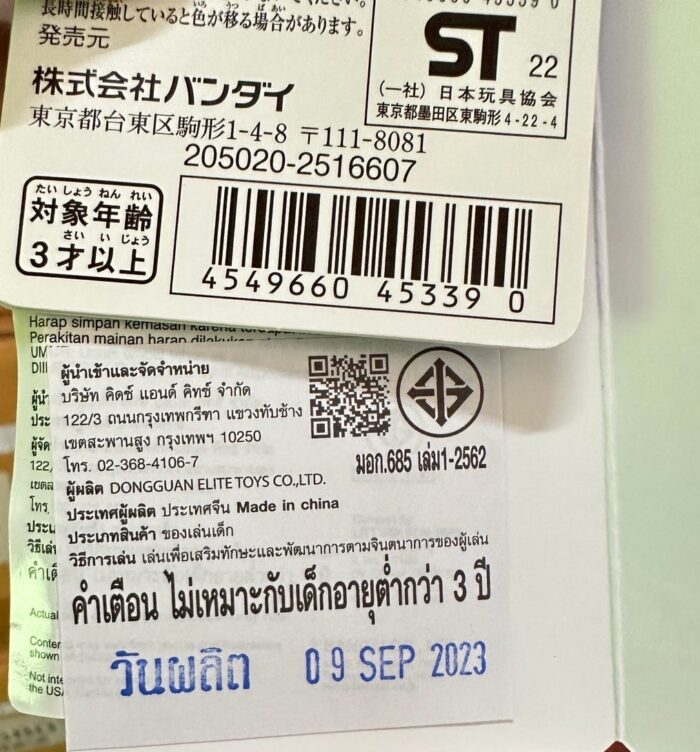 長時間接触していると色が移る場合があります。
発売元
株式会社バンダイ
東京都台東区駒形1-4-8 〒111-8081
205020-2516607
ST 22
(一社) 日本玩具協会
東京都墨田区東駒形4-22-4
たいしょうねんれい
対象年齢
さいいじょう
3才以上
4549660 45339 0
Harap simpan kemasan karena
Perakitan mainan harap
ผู้นำเข้าและจัดจำหน่าย
บริษัท คิดซ์ แอนด์ คิทซ์ จำกัด
122/3 ถนนกรุงเทพกรีฑา แขวงทับช้าง
เขตสะพานสูง กรุงเทพฯ 10250
โทร. 02-368-4106-7
มอก.685 เล่ม1-2562
ผู้ผลิต DONGGUAN ELITE TOYS CO.,LTD.
ประเทศผู้ผลิต ประเทศจีน Made in china
ประเภทสินค้า ของเล่นเด็ก
วิธีการเล่น เล่นเพื่อเสริมทักษะและพัฒนาการตามจินตนาการของผู้เล่น
คำเตือน ไม่เหมาะกับเด็กอายุต่ำกว่า 3 ปี
วันผลิต 09 SEP 2023
Actual
shown
Not
the USA